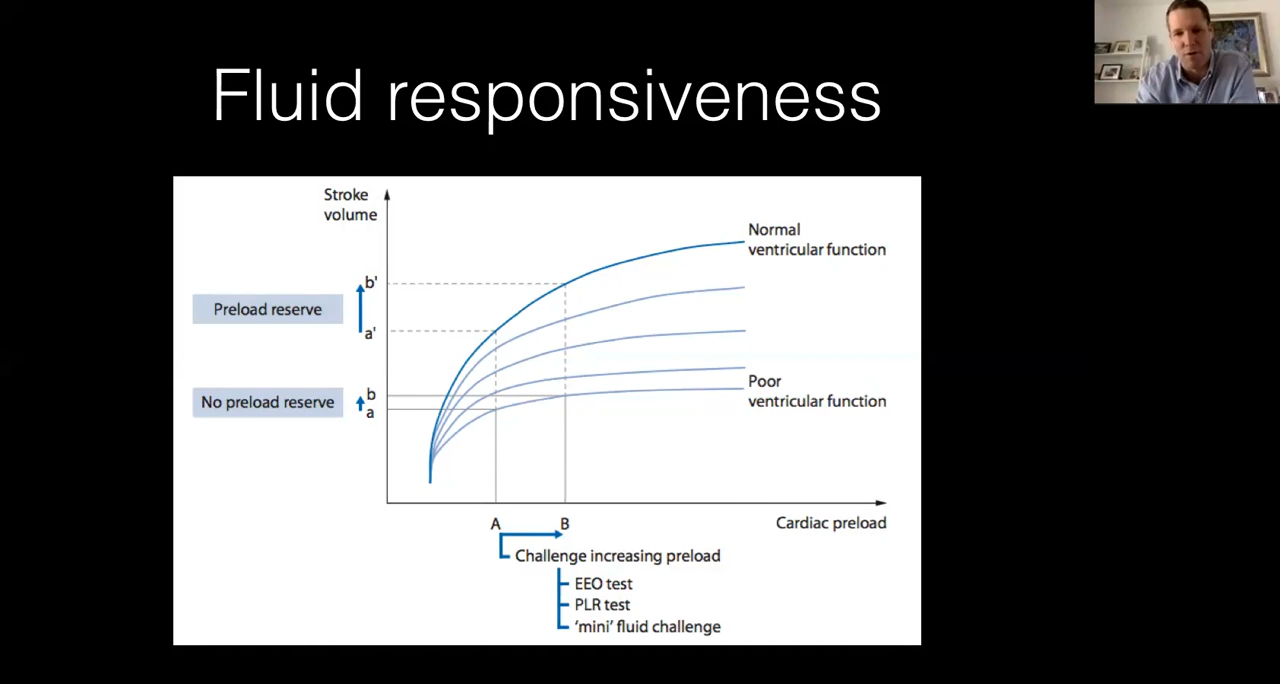 Fluid responsiveness
Stroke
volume
Normal
ventricular function
b'
Preload reserve
a'
Poor
ventricular function
b
No preload reserve
a
A
B
Cardiac preload
Challenge increasing preload
EEO test
PLR test
‘mini’ fluid challenge